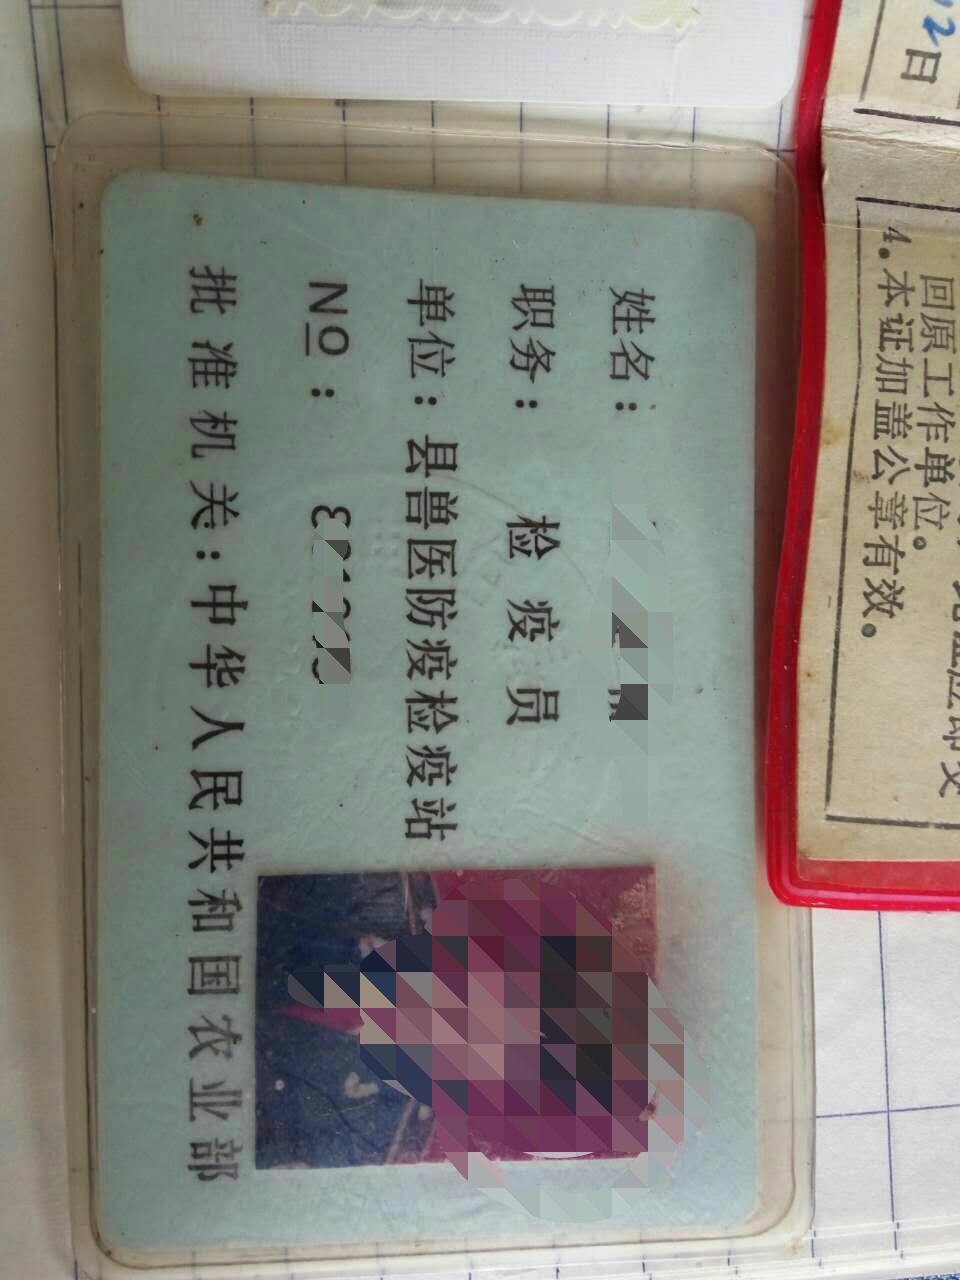 姓名：
职务： 检疫员
单位：县兽医防疫检疫站
NO：
批准机关：中华人民共和国农业部
2日
回原工作单位。
4.本证加盖公章有效。